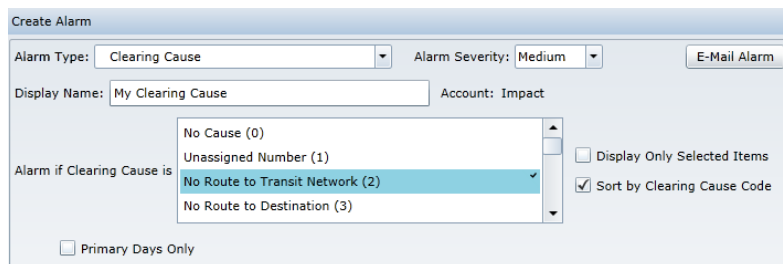 Create Alarm
Alarm Type: Clearing Cause Alarm Severity: Medium E-Mail Alarm
Display Name: My Clearing Cause Account: Impact
No Cause (0)
Unassigned Number (1) Display Only Selected Items
Alarm if Clearing Cause is
No Route to Transit Network (2) Sort by Clearing Cause Code
No Route to Destination (3)
Primary Days Only